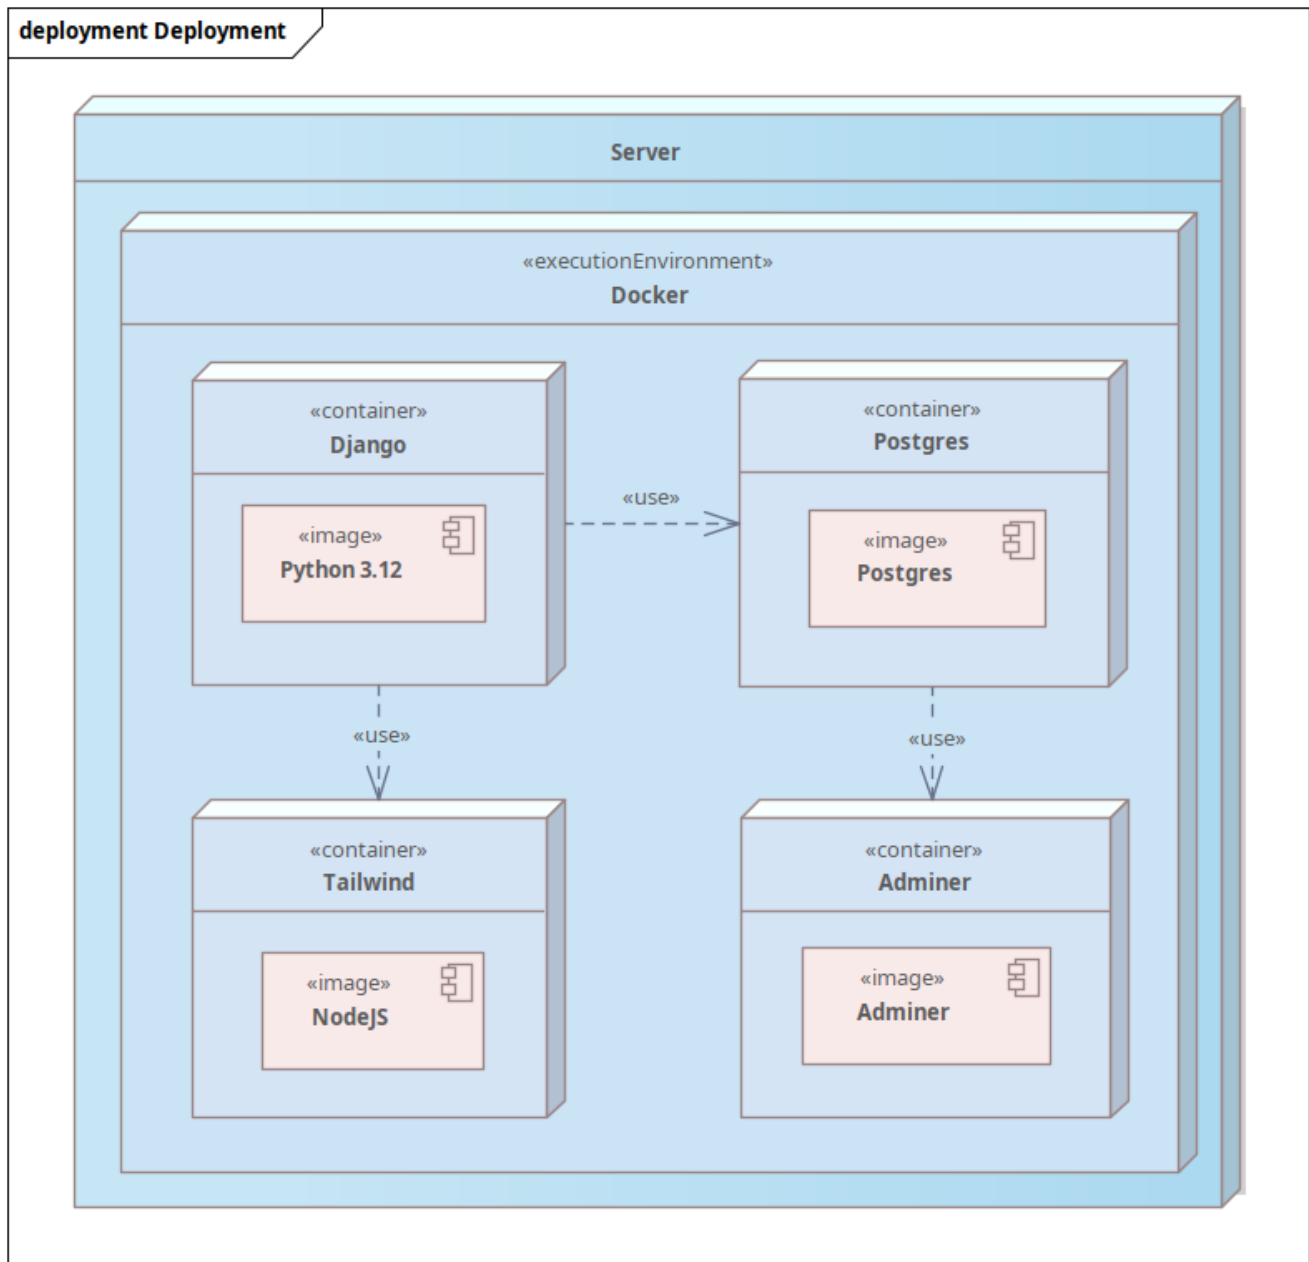 deployment Deployment
Server
«executionEnvironment»
Docker
«container»
Django
«image»
Python 3.12
«use»
«container»
Postgres
«image»
Postgres
«use»
«use»
«container»
Tailwind
«image»
NodeJS
«container»
Adminer
«image»
Adminer